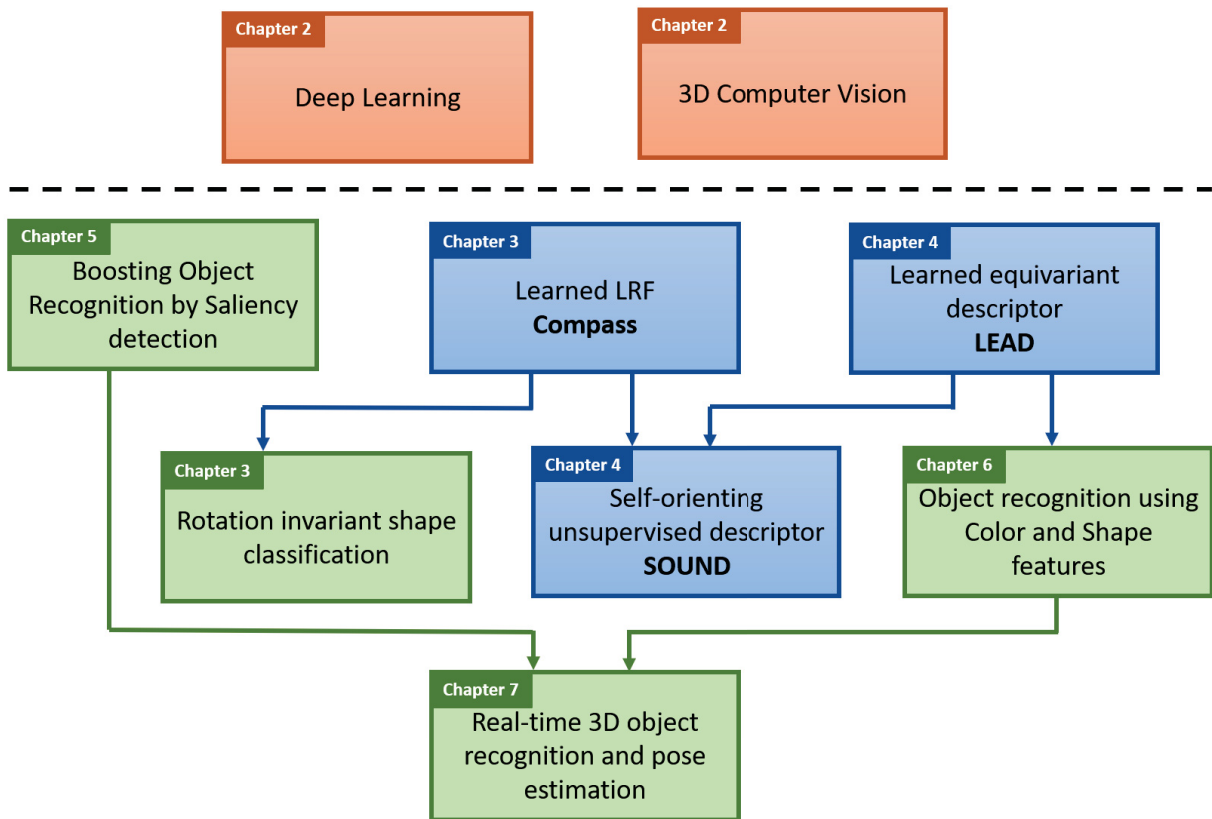 Chapter 2
Deep Learning
Chapter 2
3D Computer Vision
Chapter 5
Boosting Object
Recognition by Saliency
detection
Chapter 3
Learned LRF
Compass
Chapter 4
Learned equivariant
descriptor
LEAD
Chapter 3
Rotation invariant shape
classification
Chapter 4
Self-orienting
unsupervised descriptor
SOUND
Chapter 6
Object recognition using
Color and Shape
features
Chapter 7
Real-time 3D object
recognition and pose
estimation